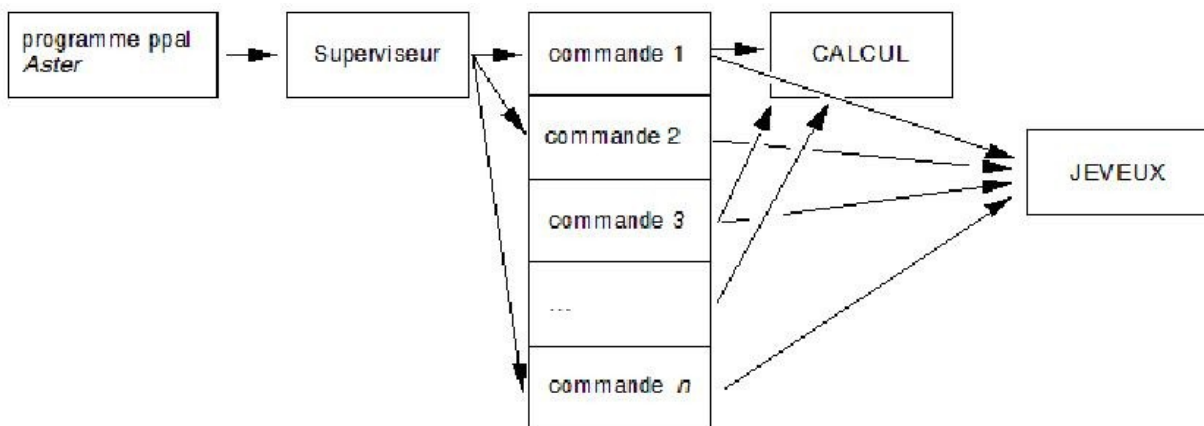 programme ppal
Aster
Superviseur
commande 1
CALCUL
commande 2
commande 3
JEVEUX
...
commande n